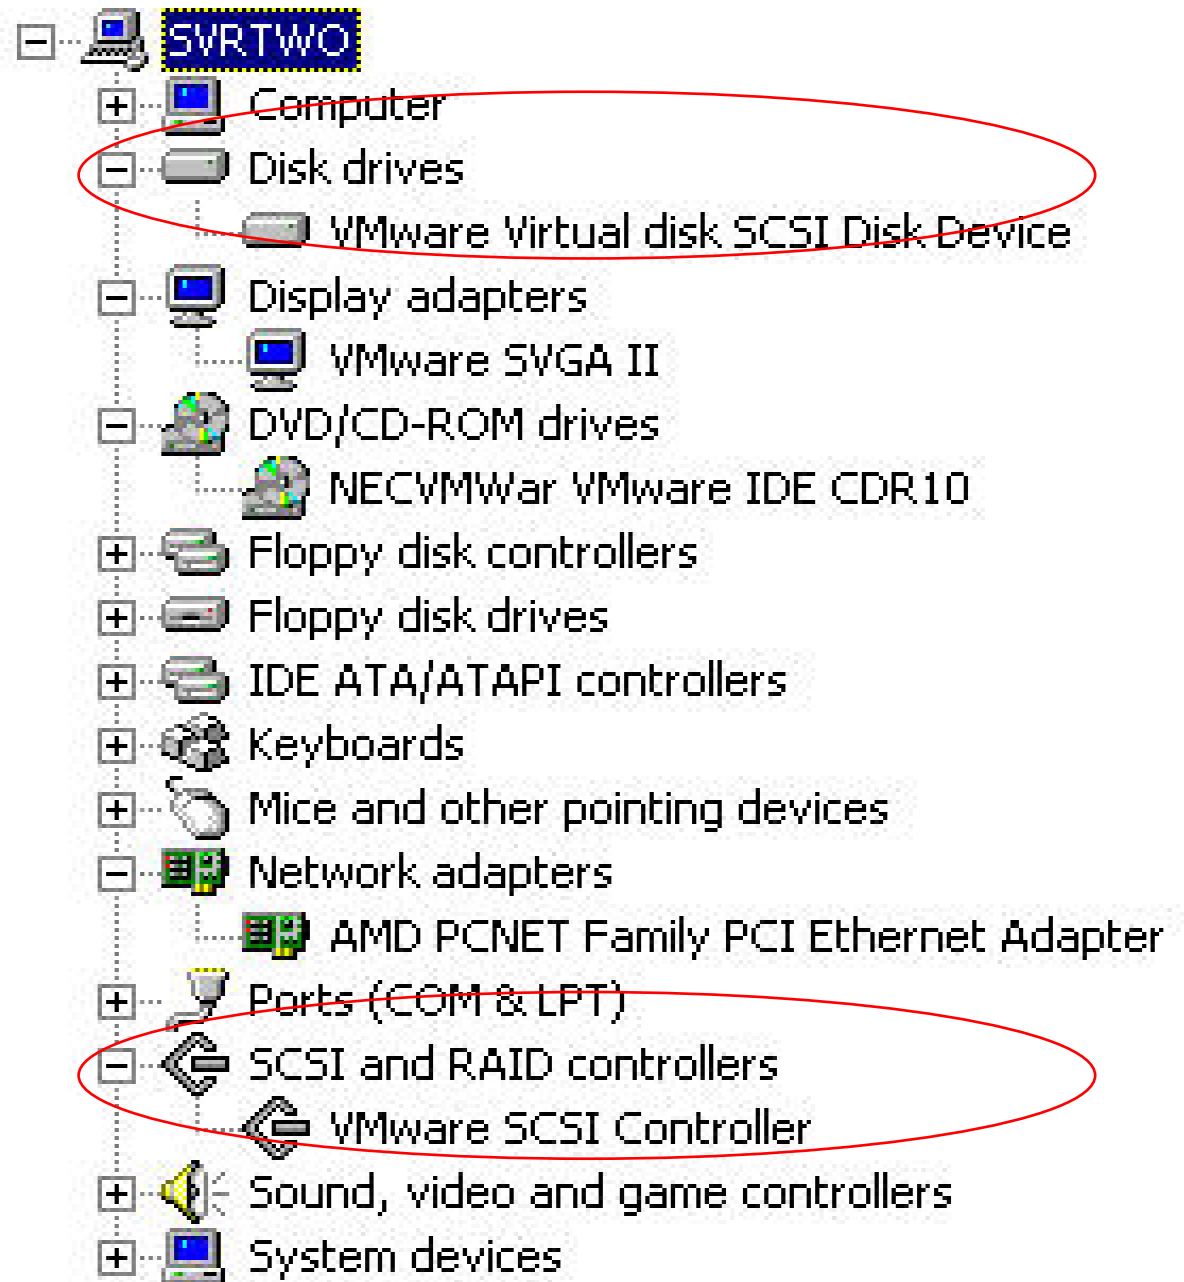 SVRTWO
Computer
Disk drives
VMware Virtual disk SCSI Disk Device
Display adapters
VMware SVGA II
DVD/CD-ROM drives
NECVMWar VMware IDE CDR10
Floppy disk controllers
Floppy disk drives
IDE ATA/ATAPI controllers
Keyboards
Mice and other pointing devices
Network adapters
AMD PCNET Family PCI Ethernet Adapter
Ports (COM & LPT)
SCSI and RAID controllers
VMware SCSI Controller
Sound, video and game controllers
System devices